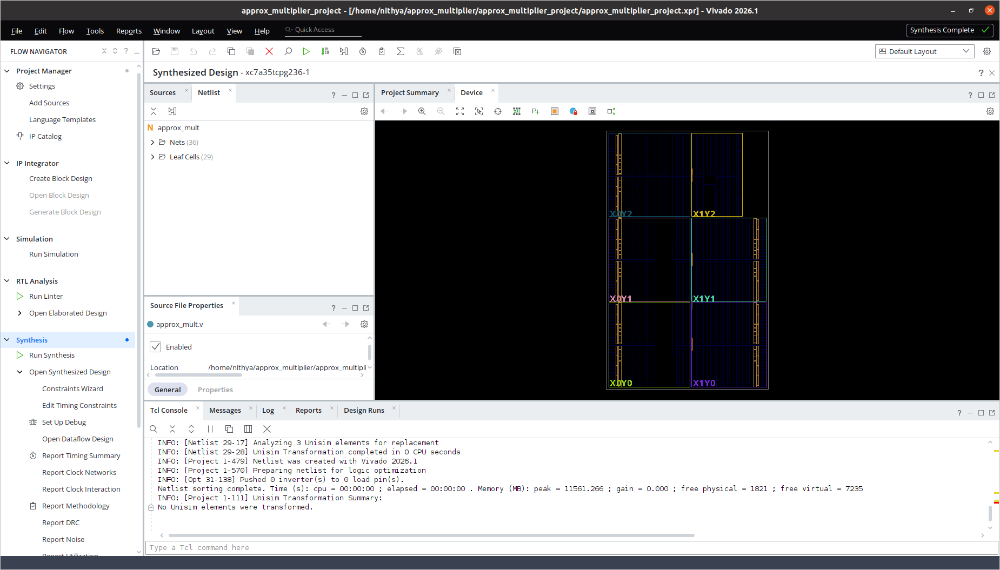 approx_multiplier_project - [/home/nithya/approx_multiplier/approx_multiplier_project/approx_multiplier_project.xpr] - Vivado 2026.1
File Edit Flow Tools Reports Window Layout View Help Quick Access
Synthesis Complete
FLOW NAVIGATOR
Default Layout
Project Manager
Settings
Add Sources
Language Templates
IP Catalog
IP Integrator
Create Block Design
Open Block Design
Generate Block Design
Simulation
Run Simulation
RTL Analysis
Run Linter
Open Elaborated Design
Synthesis
Run Synthesis
Open Synthesized Design
Constraints Wizard
Edit Timing Constraints
Set Up Debug
Open Dataflow Design
Report Timing Summary
Report Clock Networks
Report Clock Interaction
Report Methodology
Report DRC
Report Noise
Report Utilization
Synthesized Design - xc7a35tcpg236-1
Sources Netlist
N approx_mult
Nets (36)
Leaf Cells (29)
Source File Properties
approx_mult.v
Enabled
Location /home/nithya/approx_multiplier/approx_multipli
General Properties
Project Summary Device
X0Y2 X1Y2
X0Y1 X1Y1
X0Y0 X1Y0
Tcl Console Messages Log Reports Design Runs
INFO: [Netlist 29-17] Analyzing 3 Unisim elements for replacement
INFO: [Netlist 29-28] Unisim Transformation completed in 0 CPU seconds
INFO: [Project 1-479] Netlist was created with Vivado 2026.1
INFO: [Project 1-570] Preparing netlist for logic optimization
INFO: [Opt 31-138] Pushed 0 inverter(s) to 0 load pin(s).
Netlist sorting complete. Time (s): cpu = 00:00:00 ; elapsed = 00:00:00 . Memory (MB): peak = 11561.266 ; gain = 0.000 ; free physical = 1821 ; free virtual = 7235
INFO: [Project 1-111] Unisim Transformation Summary:
No Unisim elements were transformed.
Type a Tcl command here